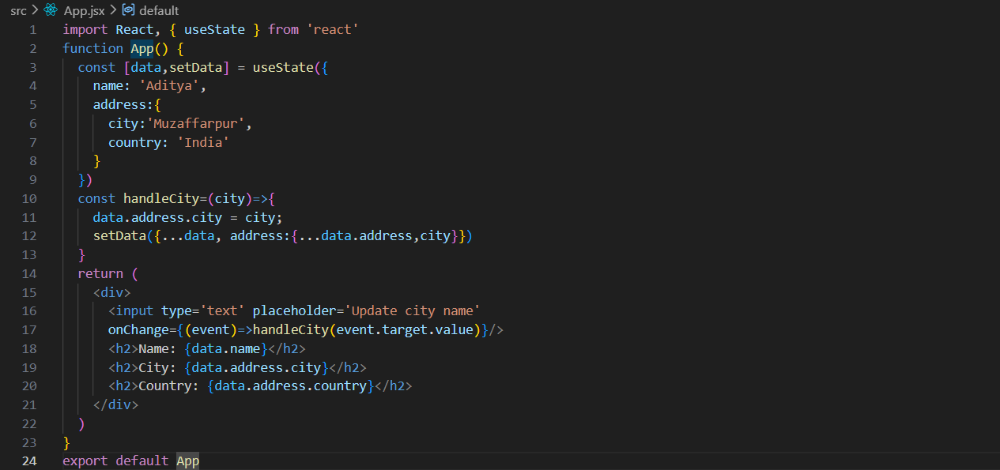 src > App.jsx > default
1 import React, { useState } from 'react'
2 function App() {
3   const [data,setData] = useState({
4     name: 'Aditya',
5     address:{
6       city:'Muzaffarpur',
7       country: 'India'
8     }
9   })
10   const handleCity=(city)=>{
11     data.address.city = city;
12     setData({...data, address:{...data.address,city}})
13   }
14   return (
15     <div>
16       <input type='text' placeholder='Update city name'
17       onChange={(event)=>handleCity(event.target.value)}/>
18       <h2>Name: {data.name}</h2>
19       <h2>City: {data.address.city}</h2>
20       <h2>Country: {data.address.country}</h2>
21     </div>
22   )
23 }
24 export default App